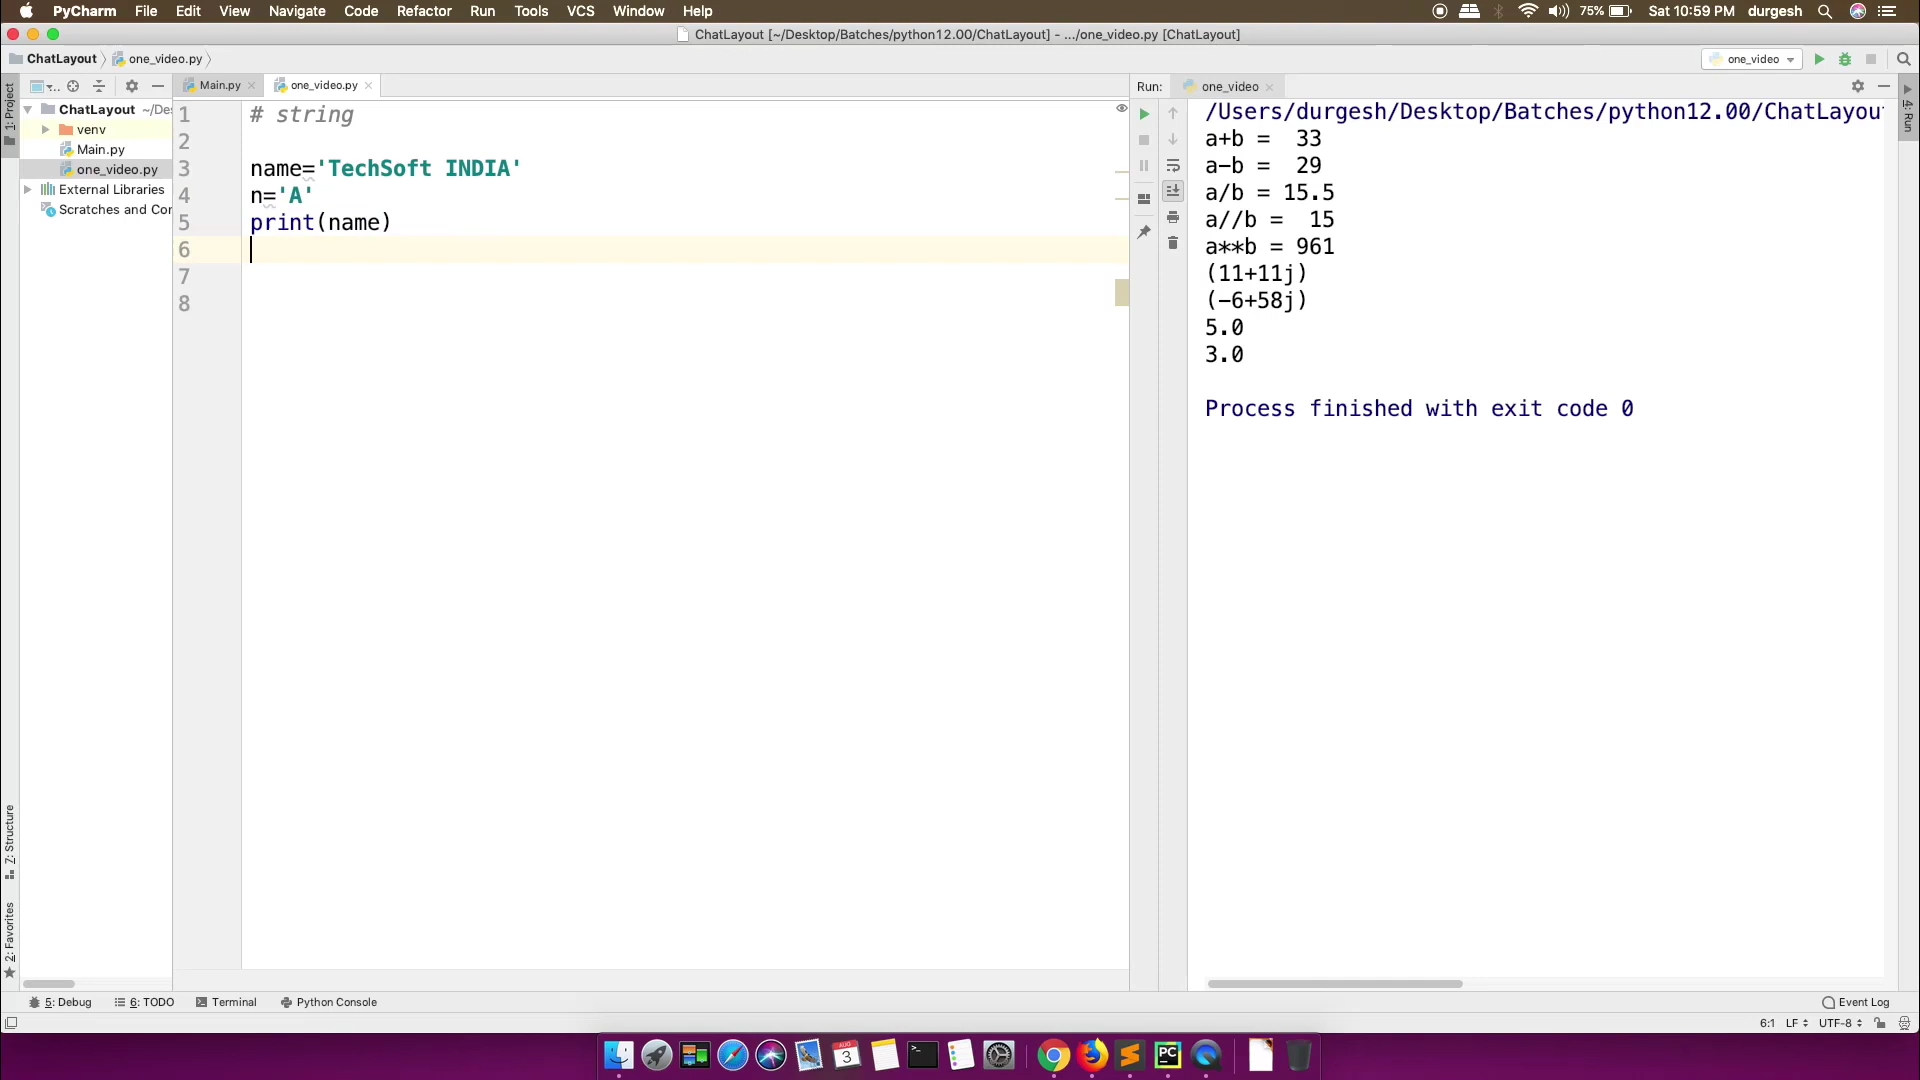 PyCharm File Edit View Navigate Code Refactor Run Tools VCS Window Help 75% Sat 10:59 PM durgesh
ChatLayout [~/Desktop/Batches/python12.00/ChatLayout] - .../one_video.py [ChatLayout]
ChatLayout one_video.py one_video
Main.py one_video.py Run: one_video
1: Project
ChatLayout ~/Des
venv
Main.py
one_video.py
External Libraries
Scratches and Cor
1 # string
2
3 name='TechSoft INDIA'
4 n='A'
5 print(name)
6
7
8
/Users/durgesh/Desktop/Batches/python12.00/ChatLayou
a+b =  33
a-b =  29
a/b = 15.5
a//b =  15
a**b = 961
(11+11j)
(-6+58j)
5.0
3.0
Process finished with exit code 0
4: Run
Z: Structure
2: Favorites
5: Debug 6: TODO Terminal Python Console Event Log
6:1 LF UTF-8
AUG
3
PC